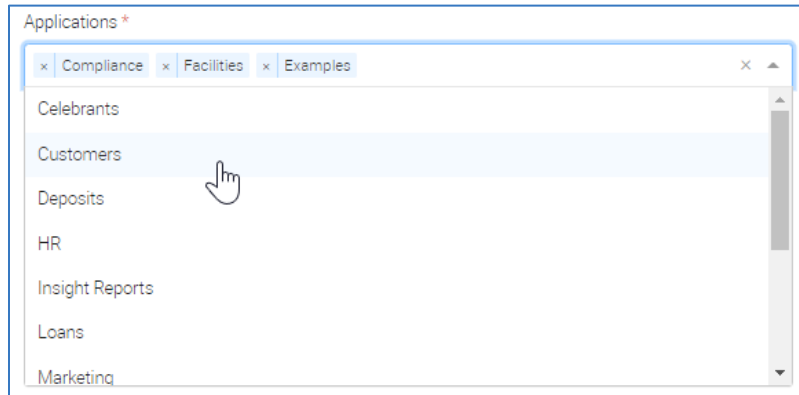 Applications *
× Compliance × Facilities × Examples ×
Celebrants
Customers
Deposits
HR
Insight Reports
Loans
Marketing